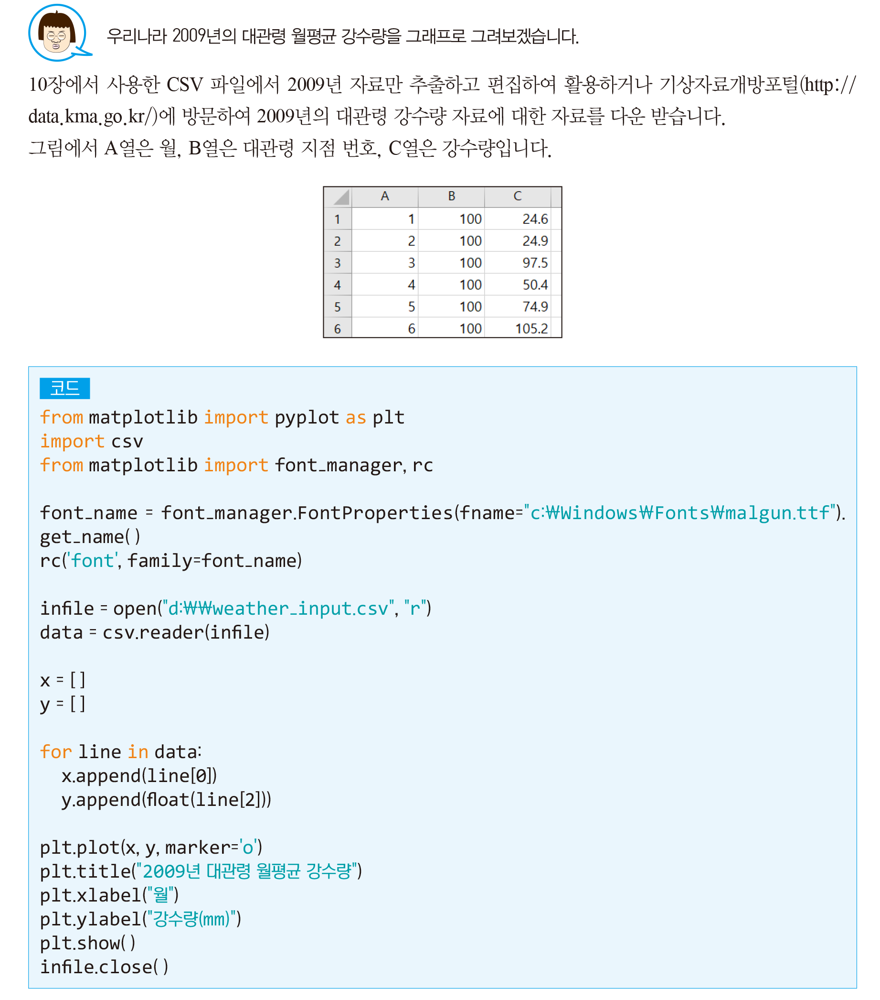 우리나라 2009년의 대관령 월평균 강수량을 그래프로 그려보겠습니다.
10장에서 사용한 CSV 파일에서 2009년 자료만 추출하고 편집하여 활용하거나 기상자료개방포털(http://
data.kma.go.kr/)에 방문하여 2009년의 대관령 강수량 자료에 대한 자료를 다운 받습니다.
그림에서 A열은 월, B열은 대관령 지점 번호, C열은 강수량입니다.
A B C
1 1 100 24.6
2 2 100 24.9
3 3 100 97.5
4 4 100 50.4
5 5 100 74.9
6 6 100 105.2
코드
from matplotlib import pyplot as plt
import csv
from matplotlib import font_manager, rc
font_name = font_manager.FontProperties(fname="c:₩Windows₩Fonts₩malgun.ttf").
get_name( )
rc('font', family=font_name)
infile = open("d:₩₩weather_input.csv", "r")
data = csv.reader(infile)
x = [ ]
y = [ ]
for line in data:
x.append(line[0])
y.append(float(line[2]))
plt.plot(x, y, marker='o')
plt.title("2009년 대관령 월평균 강수량")
plt.xlabel("월")
plt.ylabel("강수량(mm)")
plt.show( )
infile.close( )